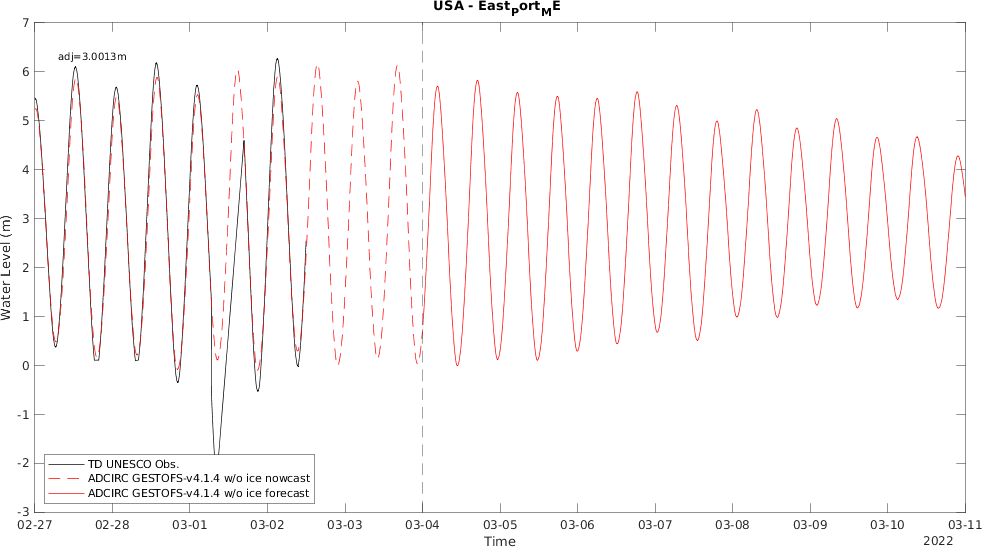 USA - EastPortME
adj=3.0013m
7
6
5
4
3
2
1
0
-1
-2
-3
Water Level (m)
TD UNESCO Obs.
ADCIRC GESTOFS-v4.1.4 w/o ice nowcast
ADCIRC GESTOFS-v4.1.4 w/o ice forecast
02-27 02-28 03-01 03-02 03-03 03-04 03-05 03-06 03-07 03-08 03-09 03-10 03-11
Time
2022